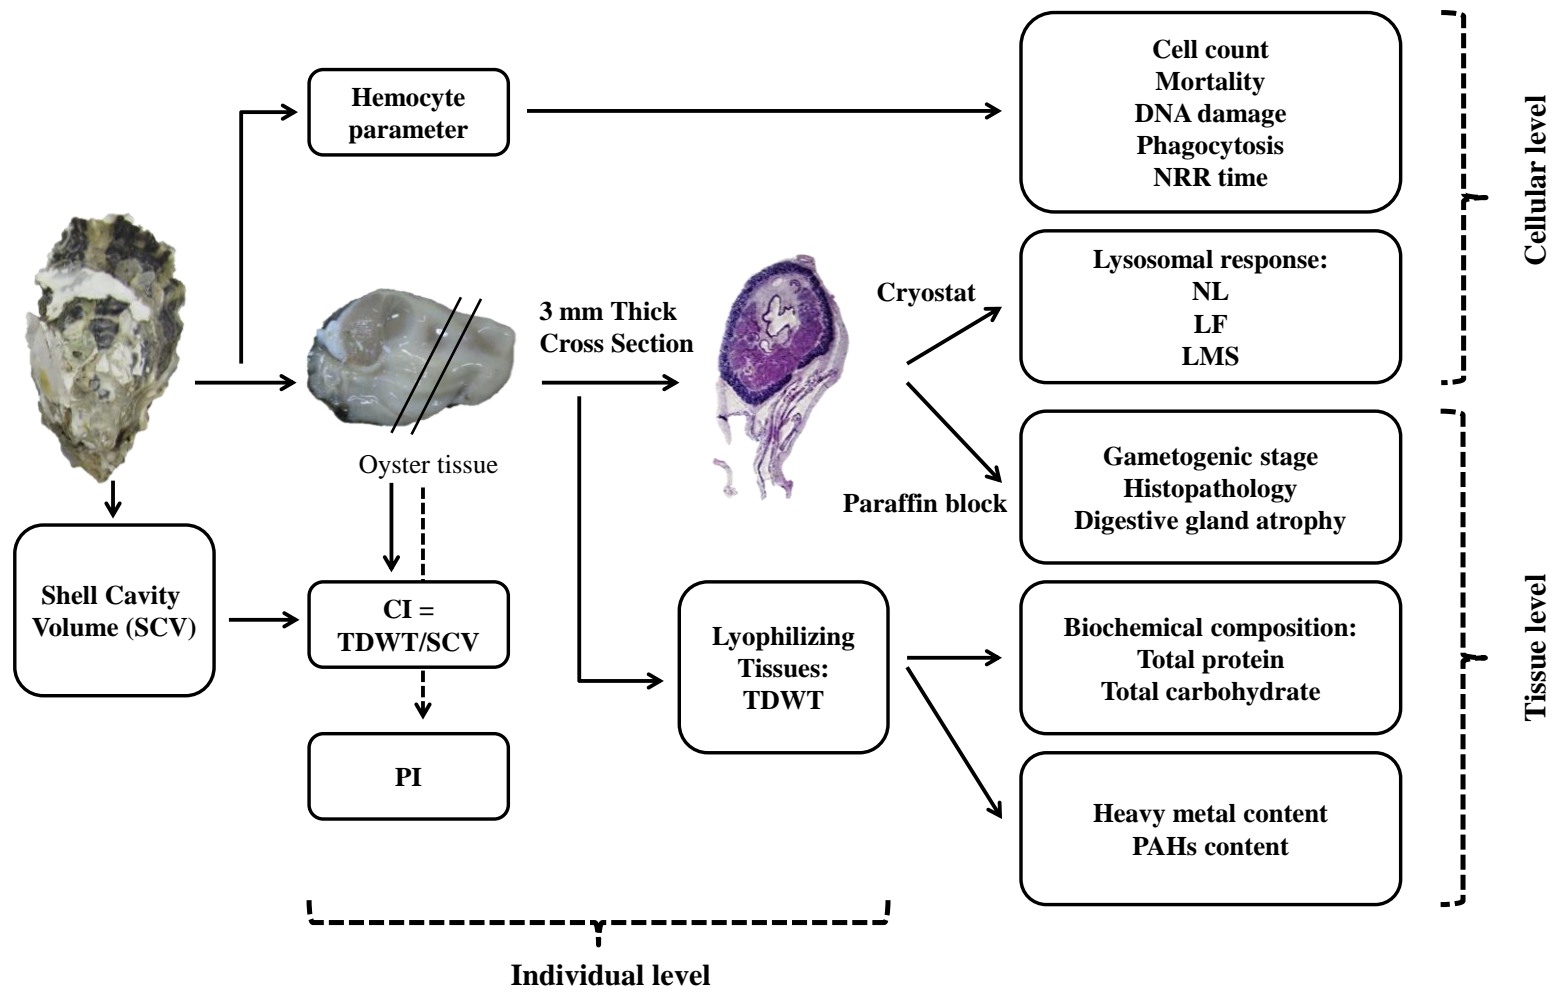 Hemocyte
parameter
Cell count
Mortality
DNA damage
Phagocytosis
NRR time
Cellular level
3 mm Thick
Cross Section
Cryostat
Lysosomal response:
NL
LF
LMS
Oyster tissue
Paraffin block
Gametogenic stage
Histopathology
Digestive gland atrophy
Shell Cavity
Volume (SCV)
CI =
TDWT/SCV
Lyophilizing
Tissues:
TDWT
Biochemical composition:
Total protein
Total carbohydrate
Tissue level
PI
Heavy metal content
PAHs content
Individual level